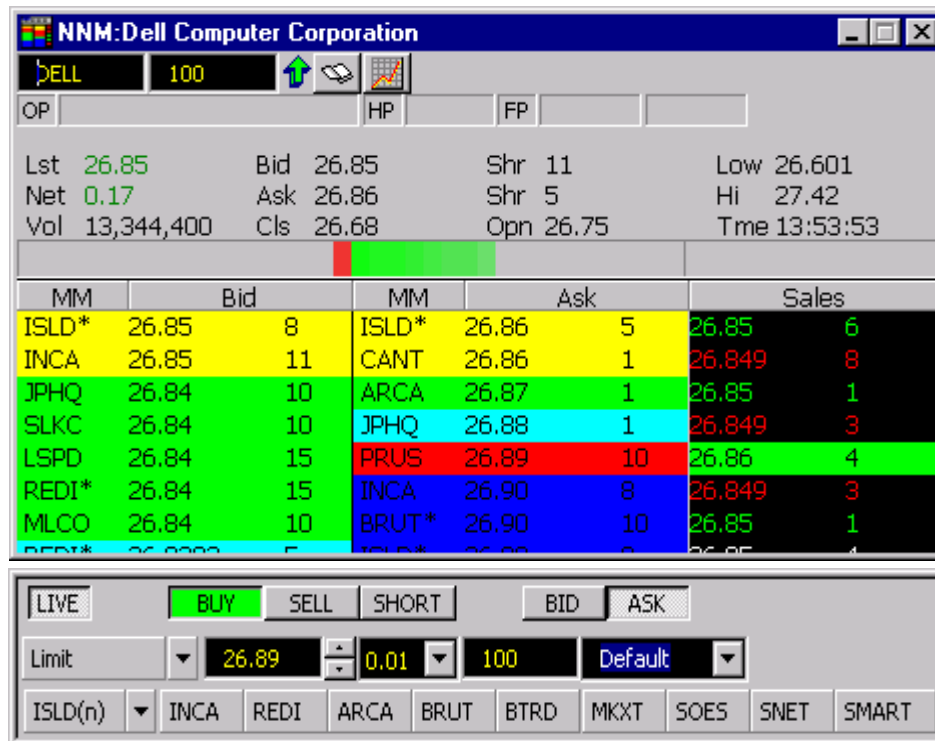 NNM:Dell Computer Corporation
DELL 100
OP HP FP
Lst 26.85 Bid 26.85 Shr 11 Low 26.601
Net 0.17 Ask 26.86 Shr 5 Hi 27.42
Vol 13,344,400 Cls 26.68 Opn 26.75 Tme 13:53:53
MM Bid MM Ask Sales
ISLD* 26.85 8 ISLD* 26.86 5 26.85 6
INCA 26.85 11 CANT 26.86 1 26.849 8
JPHQ 26.84 10 ARCA 26.87 1 26.85 1
SLKC 26.84 10 JPHQ 26.88 1 26.849 3
LSPD 26.84 15 PRUS 26.89 10 26.86 4
REDI* 26.84 15 INCA 26.90 8 26.849 3
MLCO 26.84 10 BRUT* 26.90 10 26.85 1
REDI* ISLD* 26.85
LIVE BUY SELL SHORT BID ASK
Limit 26.89 0.01 100 Default
ISLD(n) INCA REDI ARCA BRUT BTRD MKXT SOES SNET SMART